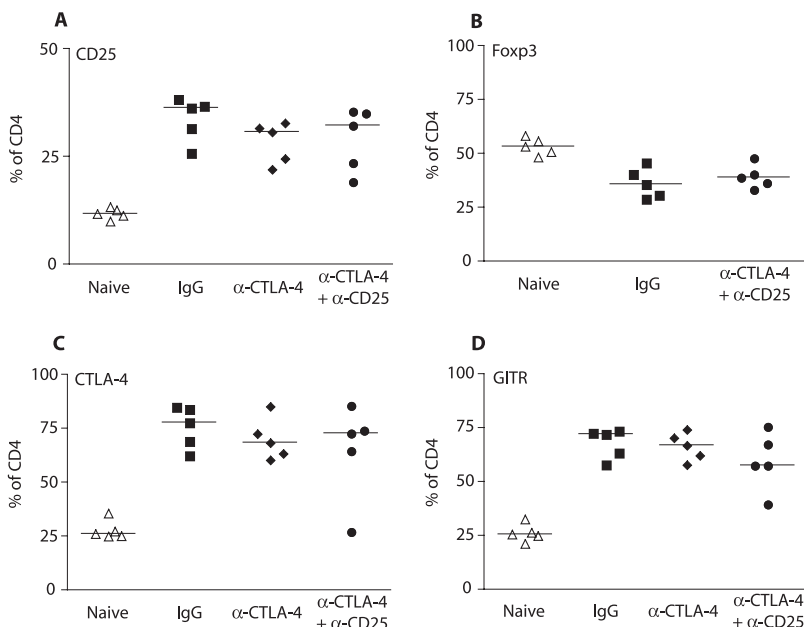 A
CD25
50
25
0
% of CD4
Naive
IgG
α-CTLA-4
α-CTLA-4
+ α-CD25
B
Foxp3
100
75
50
25
0
% of CD4
Naive
IgG
α-CTLA-4
+ α-CD25
C
CTLA-4
100
75
50
25
0
% of CD4
Naive
IgG
α-CTLA-4
α-CTLA-4
+ α-CD25
D
GITR
100
75
50
25
0
% of CD4
Naive
IgG
α-CTLA-4
α-CTLA-4
+ α-CD25